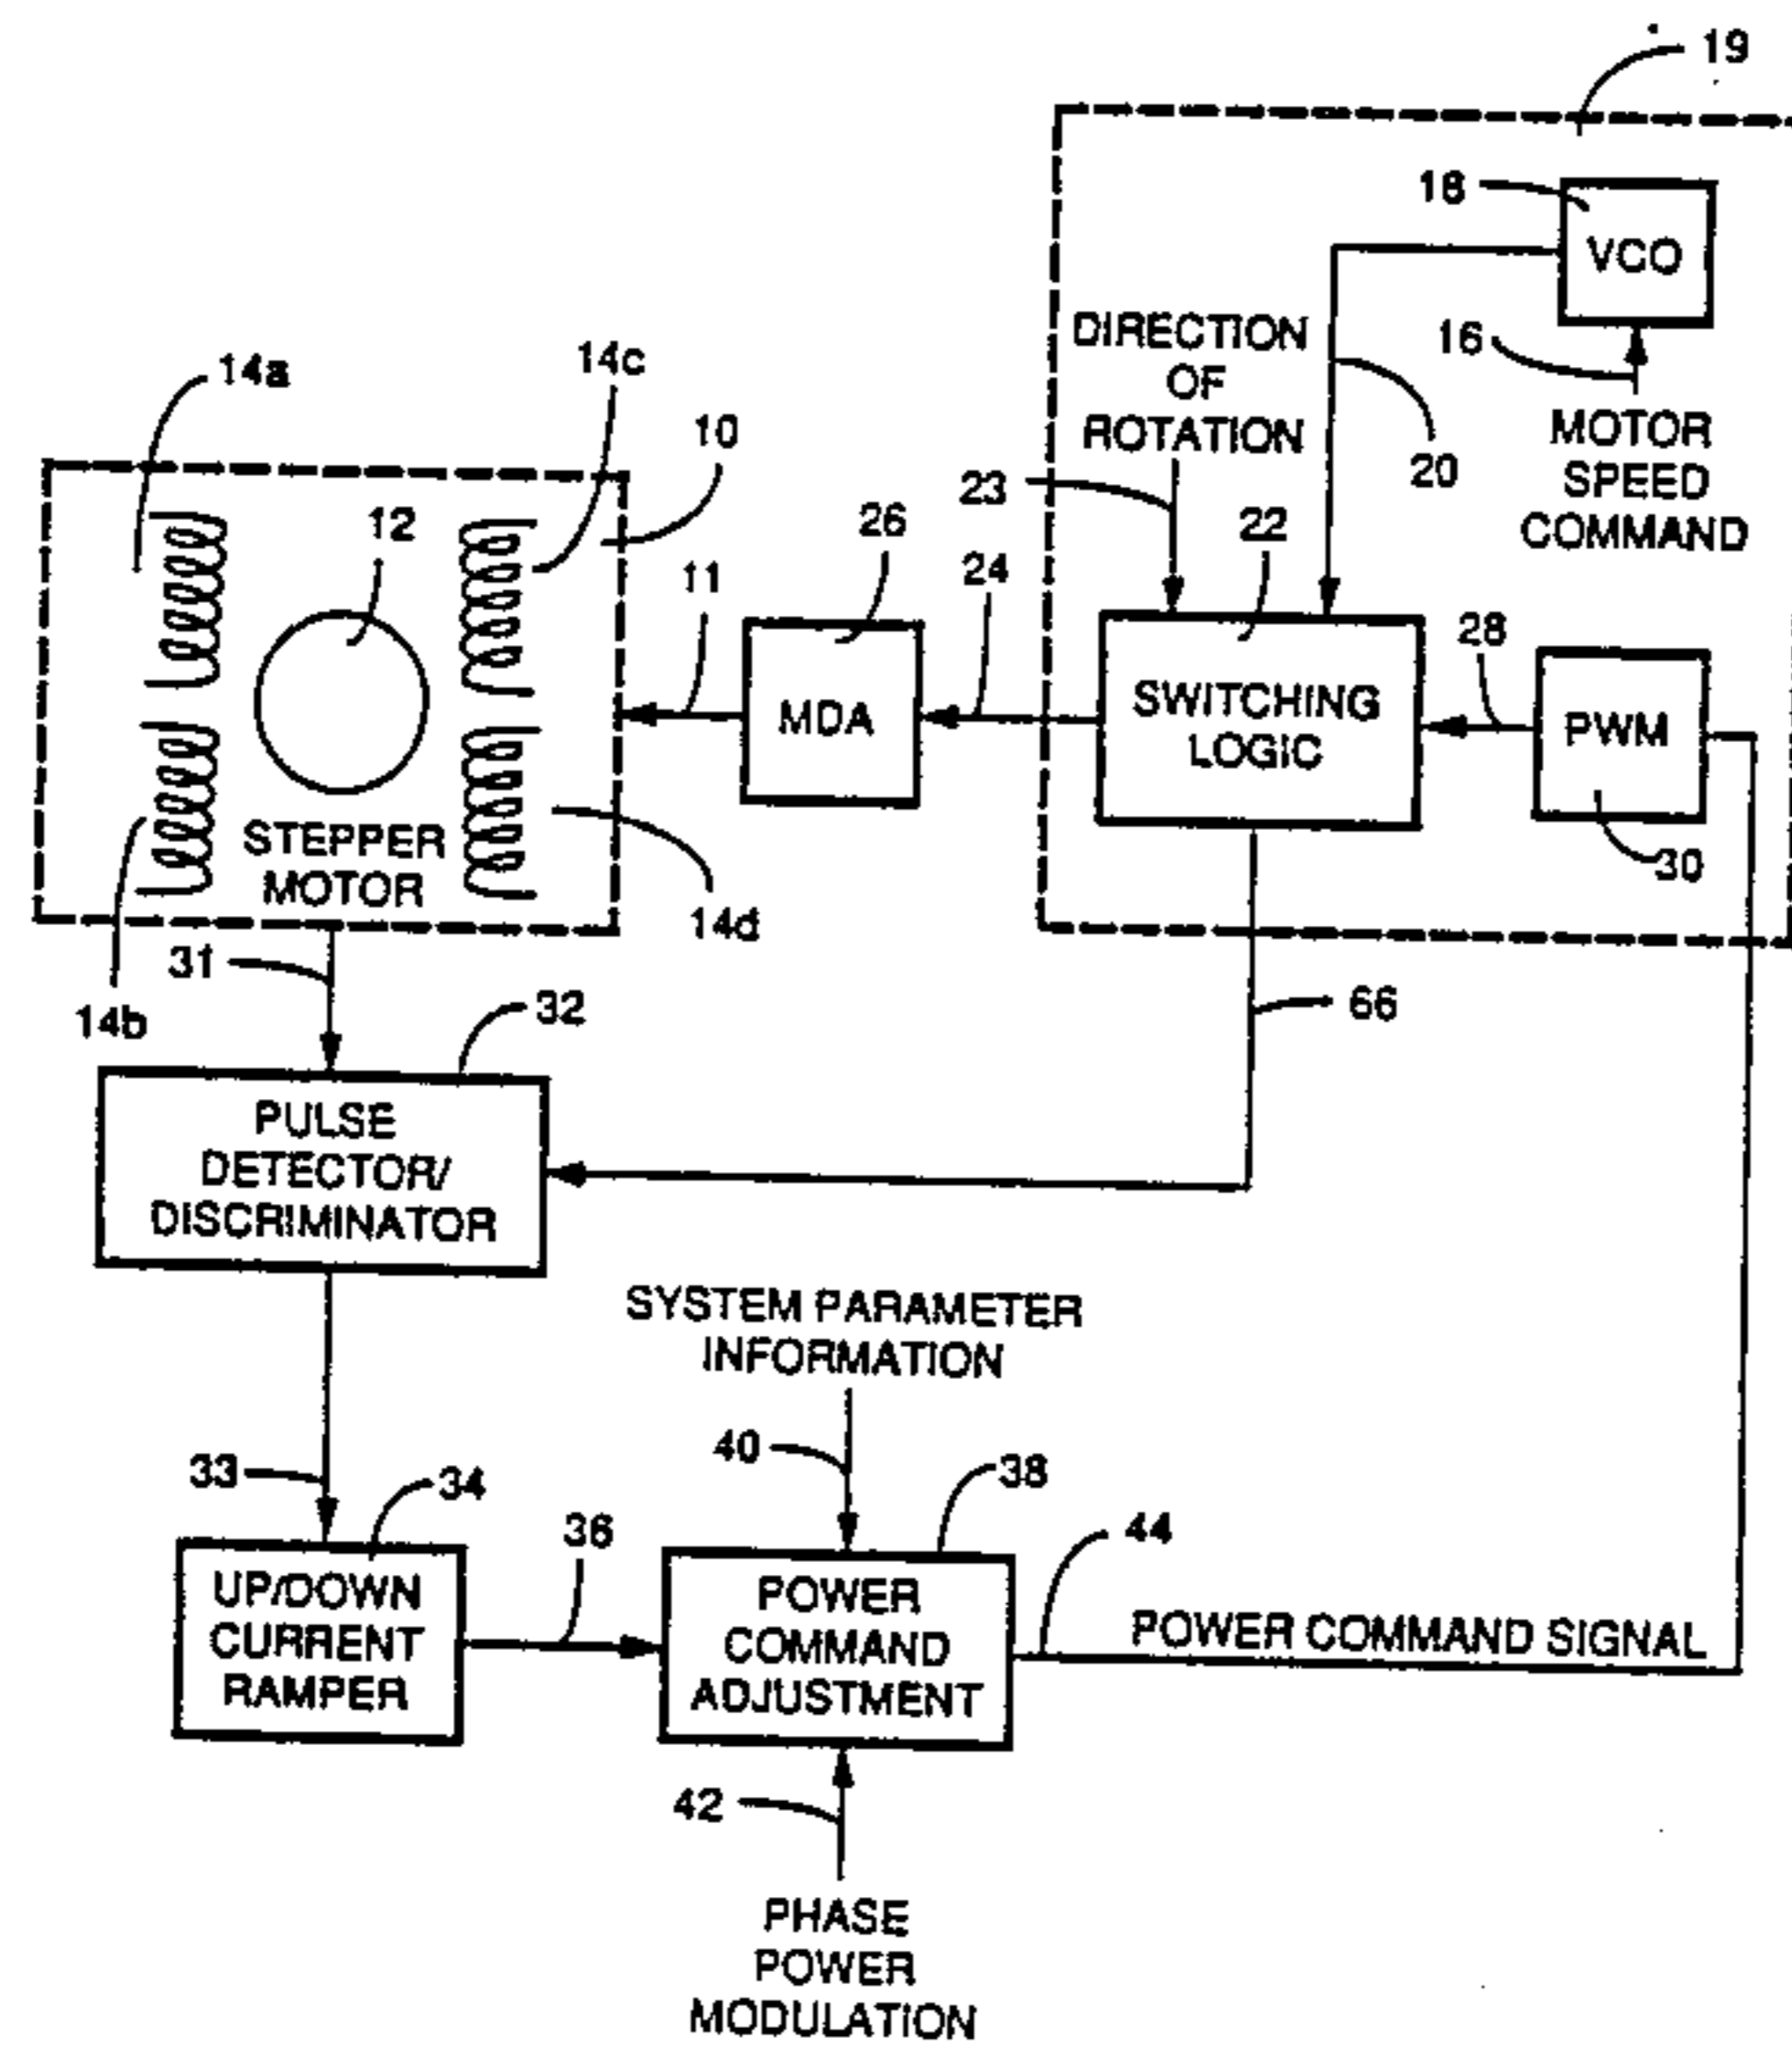 19
18
VCO
16
MOTOR
SPEED
COMMAND
DIRECTION
OF
ROTATION
20
23
14a
14c
10
12
11
26
24
22
28
MDA
SWITCHING
LOGIC
PWM
30
STEPPER
MOTOR
14d
14b
31
32
66
PULSE
DETECTOR/
DISCRIMINATOR
SYSTEM PARAMETER
INFORMATION
33
34
40
38
36
44
UP/DOWN
CURRENT
RAMPER
POWER
COMMAND
ADJUSTMENT
POWER COMMAND SIGNAL
42
PHASE
POWER
MODULATION